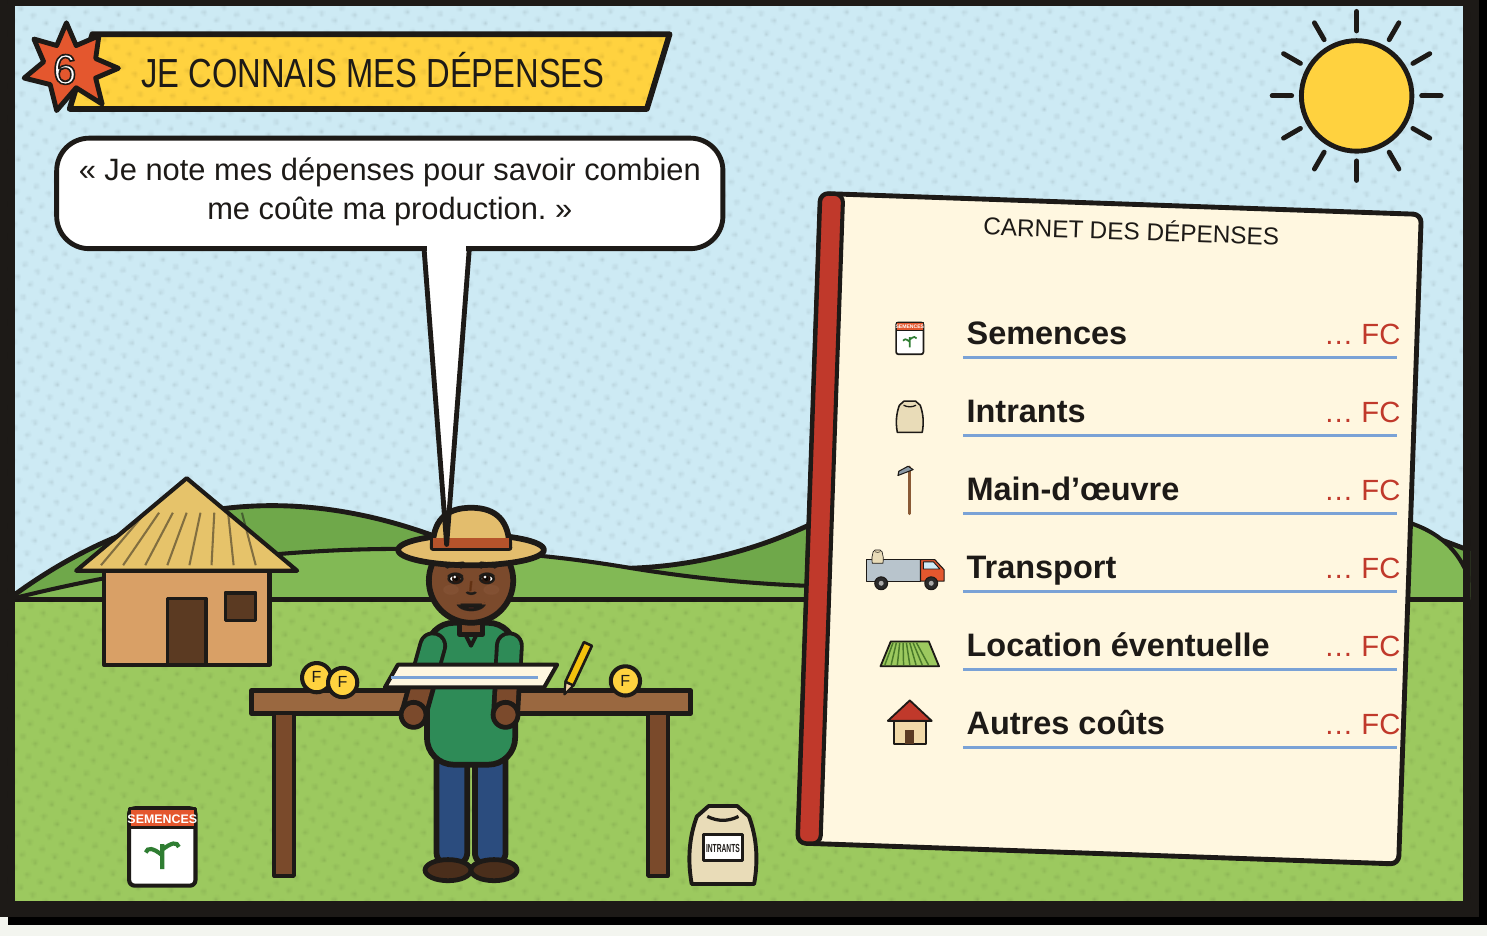 6
JE CONNAIS MES DÉPENSES
« Je note mes dépenses pour savoir combien
me coûte ma production. »
CARNET DES DÉPENSES
SEMENCES
Semences ... FC
Intrants ... FC
Main-d’œuvre ... FC
Transport ... FC
Location éventuelle ... FC
Autres coûts ... FC
F
F
F
SEMENCES
INTRANTS